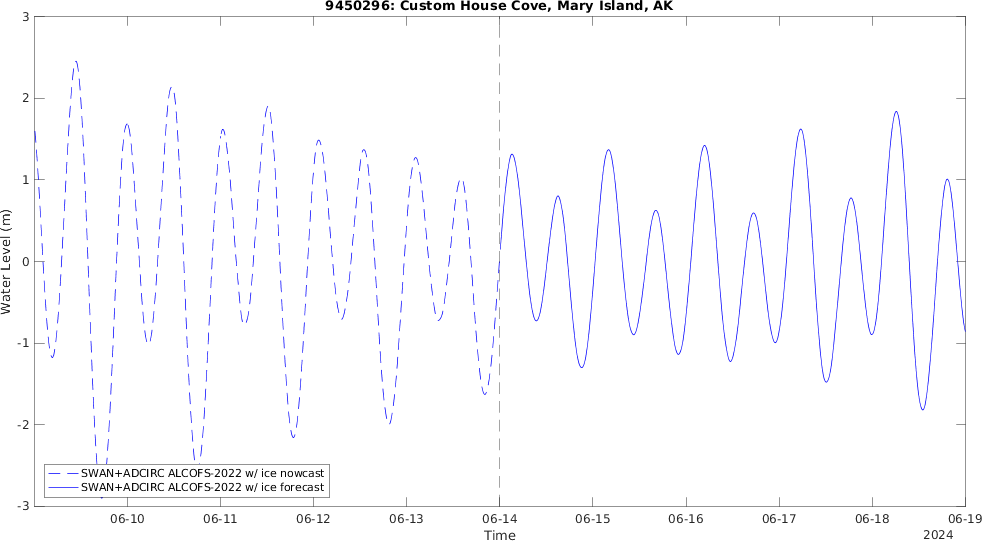 9450296: Custom House Cove, Mary Island, AK
3
2
1
0
-1
-2
-3
Water Level (m)
SWAN+ADCIRC ALCOFS-2022 w/ ice nowcast
SWAN+ADCIRC ALCOFS-2022 w/ ice forecast
06-10 06-11 06-12 06-13 06-14 06-15 06-16 06-17 06-18 06-19
Time
2024